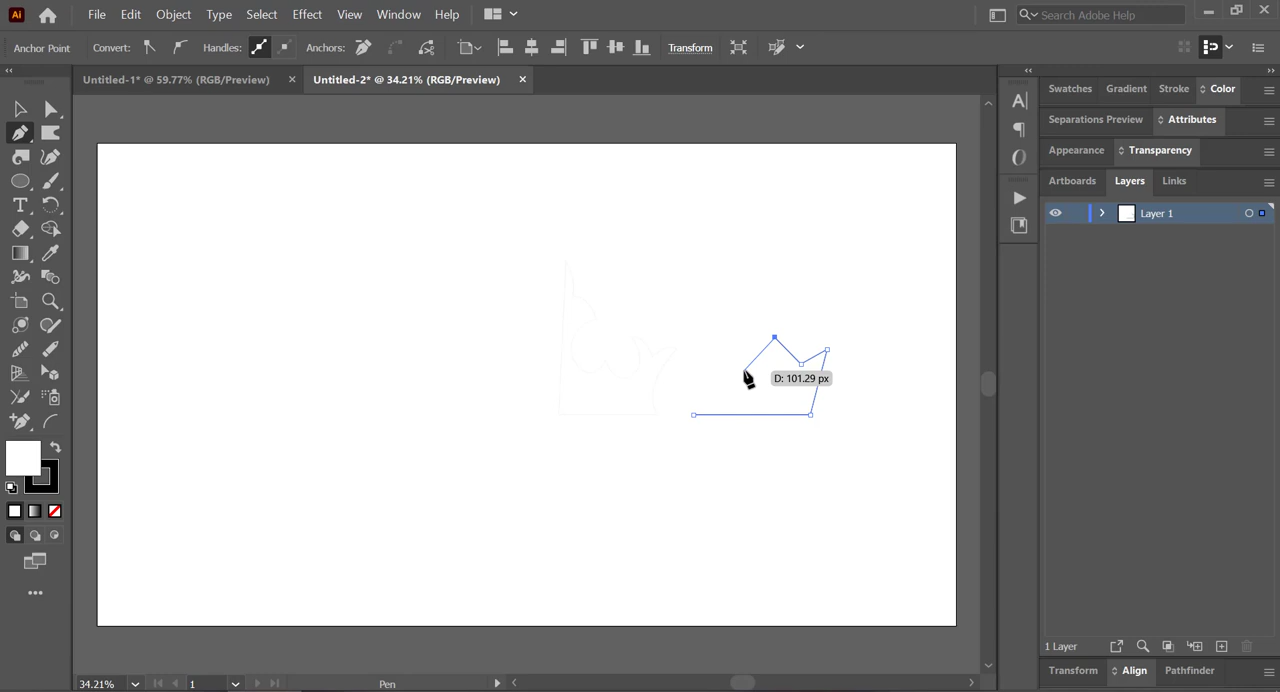 Ai File Edit Object Type Select Effect View Window Help Search Adobe Help
Anchor Point Convert: Handles: Anchors: Transform
Untitled-1* @ 59.77% (RGB/Preview) × Untitled-2* @ 34.21% (RGB/Preview) ×
Swatches Gradient Stroke Color
Separations Preview Attributes
Appearance Transparency
Artboards Layers Links
Layer 1
D: 101.29 px
1 Layer
Transform Align Pathfinder
34.21% 1 Pen